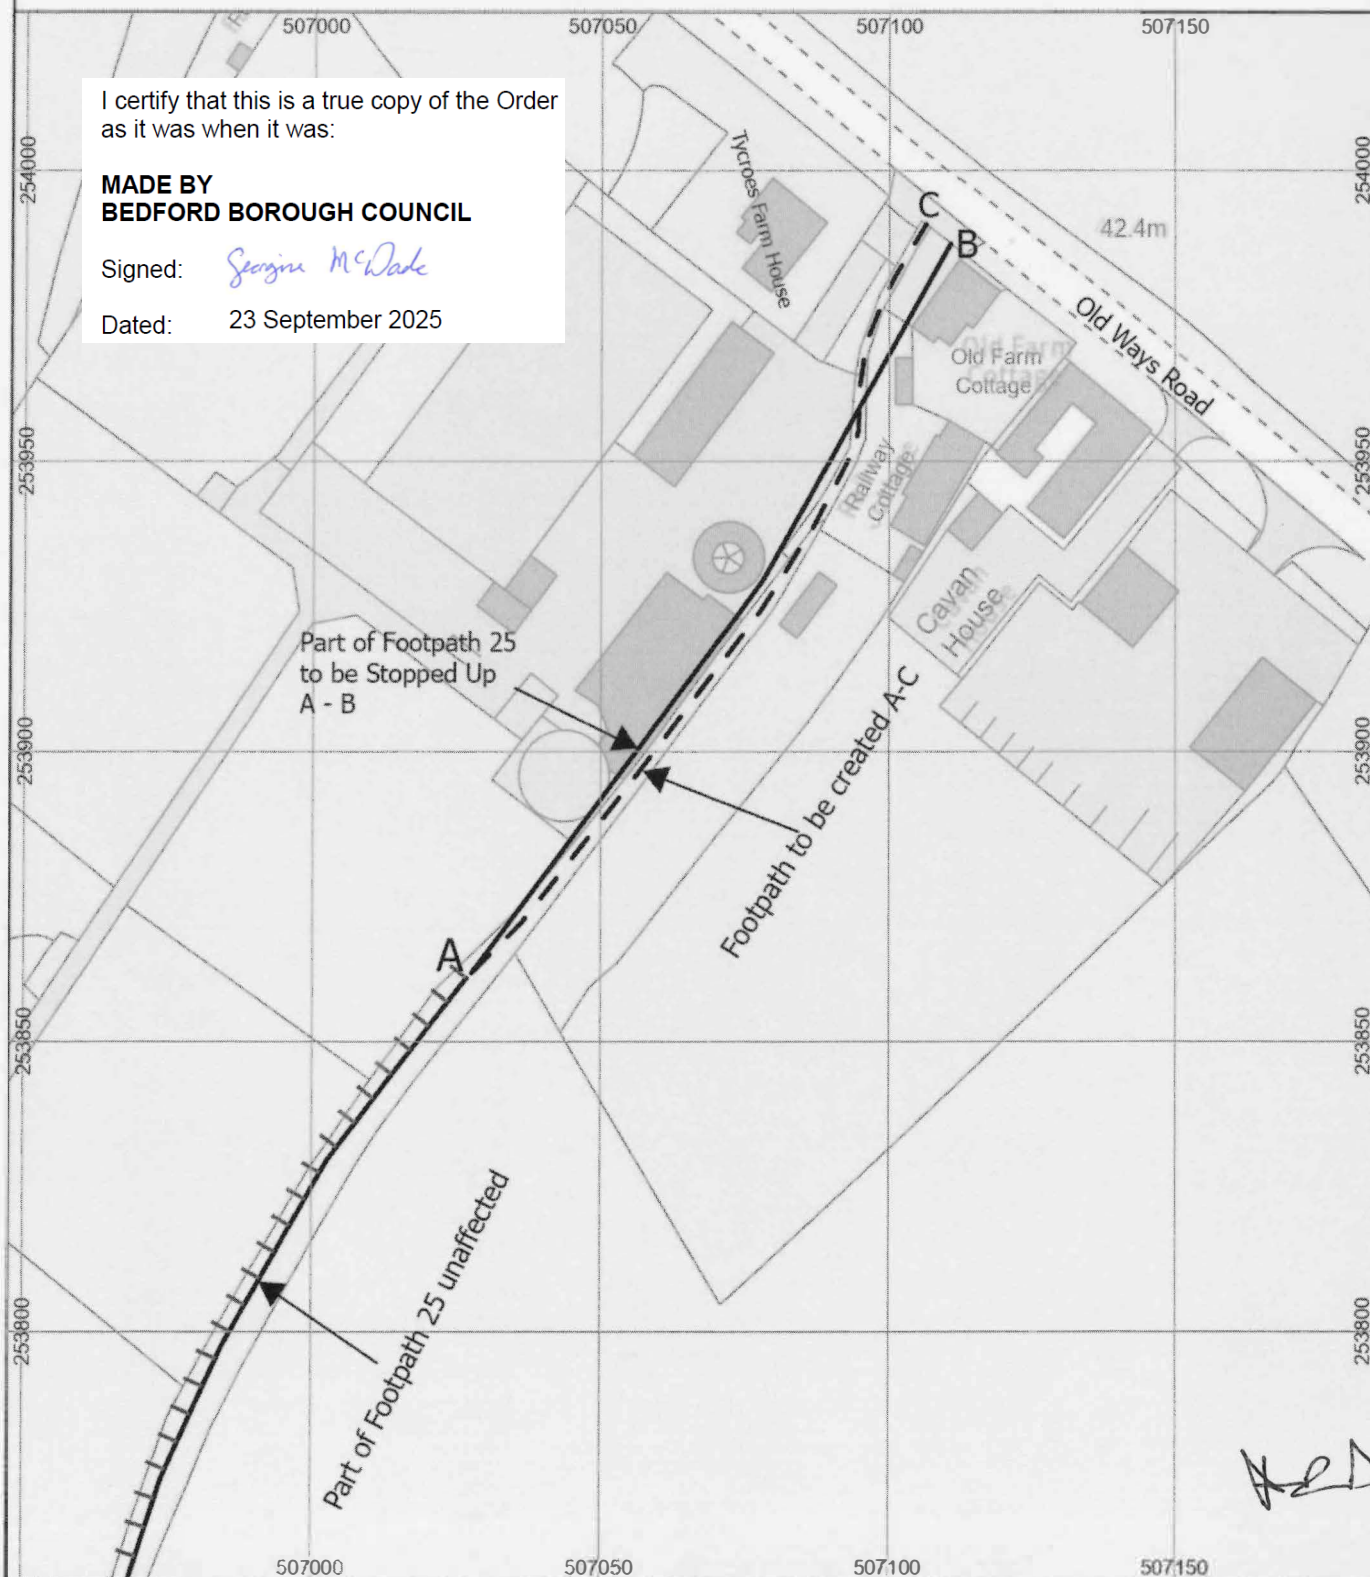 507000
507050
507100
507150
I certify that this is a true copy of the Order
as it was when it was:
MADE BY
BEDFORD BOROUGH COUNCIL
Signed: Georgina McDade
Dated: 23 September 2025
254000
254000
Tycroes Farm House
C
B
42.4m
Old Ways Road
Old Farm
Cottage
253950
253950
Railway
Cottage
Cavan
House
Part of Footpath 25
to be Stopped Up
A - B
253900
253900
Footpath to be created A-C
A
253850
253850
Part of Footpath 25 unaffected
253800
253800
507000
507050
507100
507150